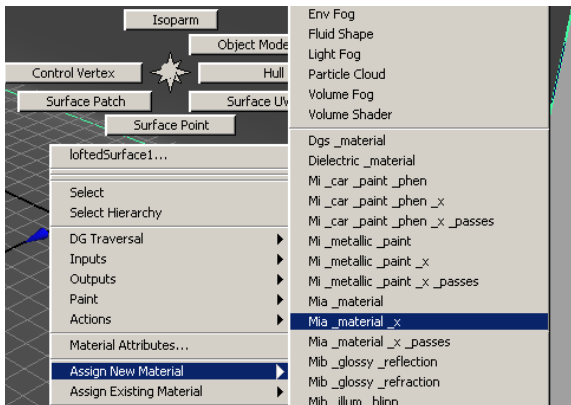 Isoparm
Object Mode
Control Vertex
Hull
Surface Patch
Surface UV
Surface Point
loftedSurface1...
Select
Select Hierarchy
DG Traversal
Inputs
Outputs
Paint
Actions
Material Attributes...
Assign New Material
Assign Existing Material
Env Fog
Fluid Shape
Light Fog
Particle Cloud
Volume Fog
Volume Shader
Dgs _material
Dielectric _material
Mi _car _paint _phen
Mi _car _paint _phen _x
Mi _car _paint _phen _x _passes
Mi _metallic _paint
Mi _metallic _paint _x
Mi _metallic _paint _x _passes
Mia _material
Mia _material _x
Mia _material _x _passes
Mib _glossy _reflection
Mib _glossy _refraction
Mib _illum _blinn